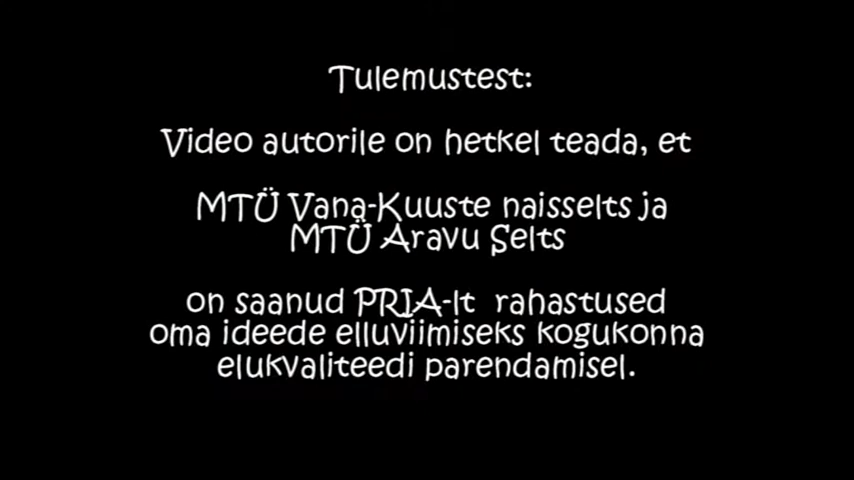 Tulemustest:
Video autorile on hetkel teada, et
MTÜ Vana-Kuuste naisselts ja
MTÜ Aravu Selts
on saanud PRIA-lt rahastused
oma ideede elluviimiseks kogukonna
elukvaliteedi parendamisel.